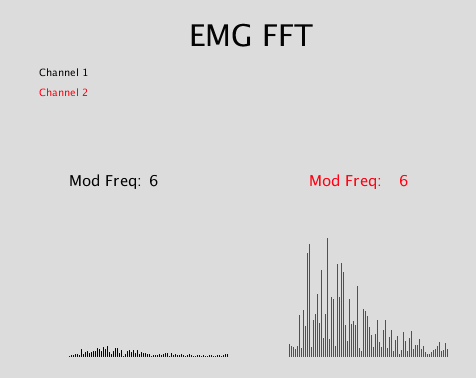 EMG FFT
Channel 1
Channel 2
Mod Freq: 6
Mod Freq: 6